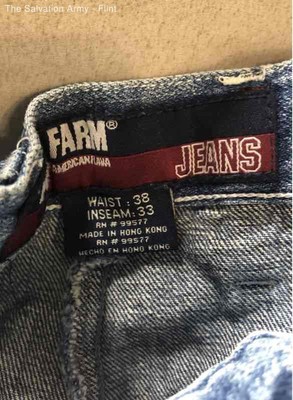 The Salvation Army - Flint
FARM®
AMERICANA
JEANS
WAIST: 38
INSEAM: 33
RN # 99577
MADE IN HONG KONG
RN # 99577
HECHO EN HONG KONG